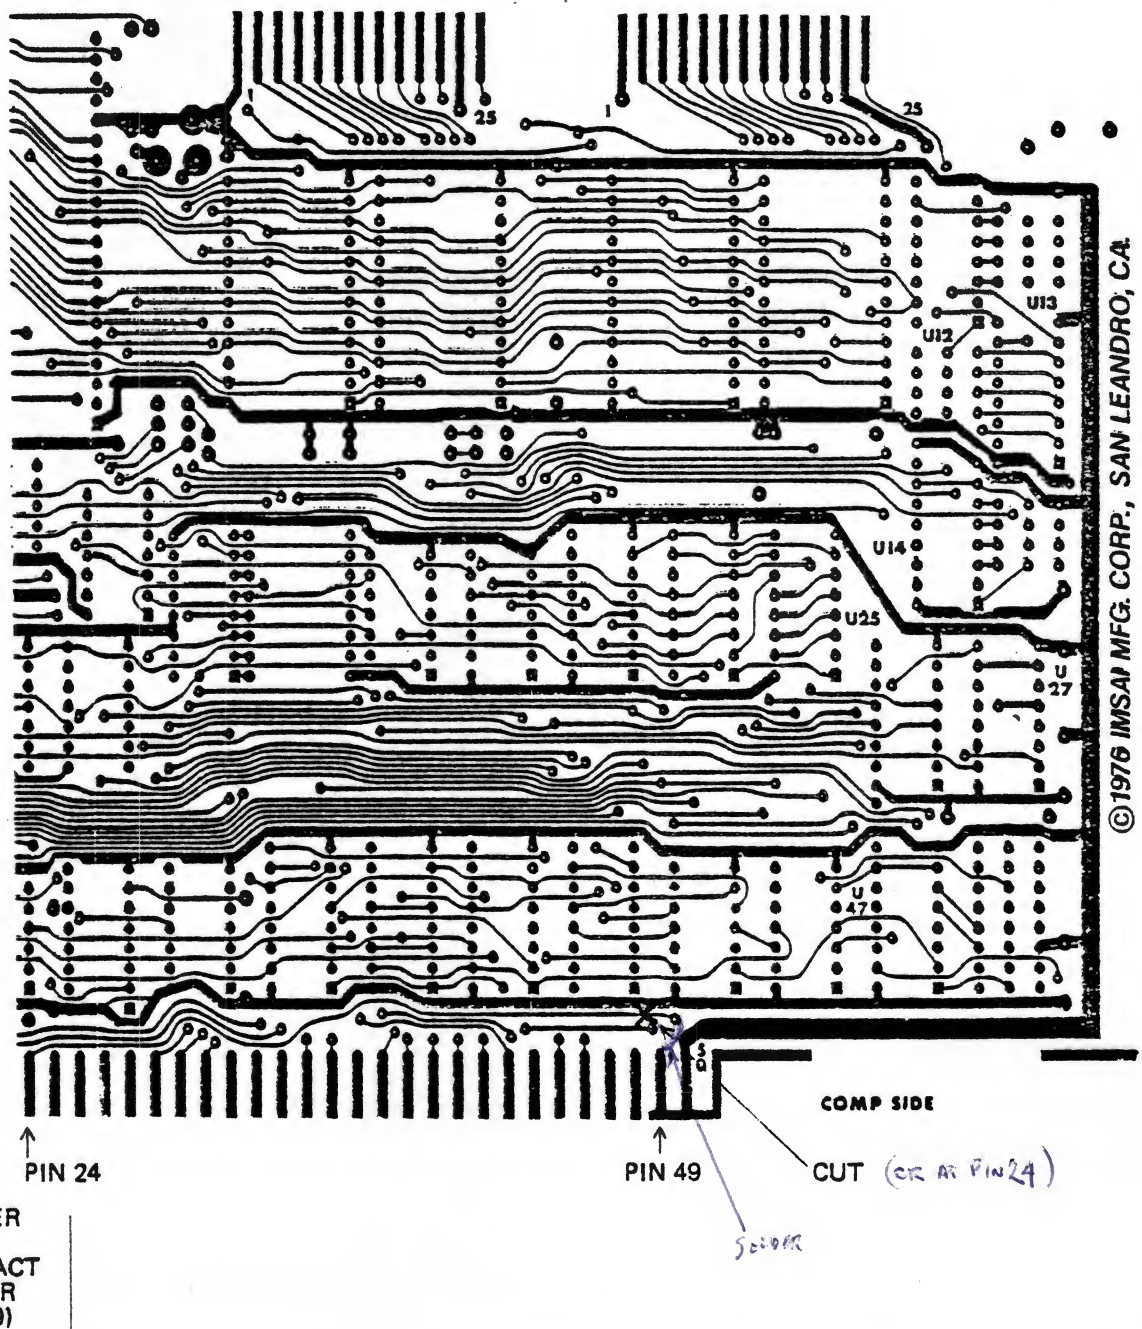 1
25
1
25
U13
U12
©1976 IMSAI MFG. CORP., SAN LEANDRO, CA.
U14
U25
U
27
U
47
COMP SIDE
PIN 24
PIN 49
CUT (OR AT PIN 24)
SOLDER
ER
ACT
R
9)